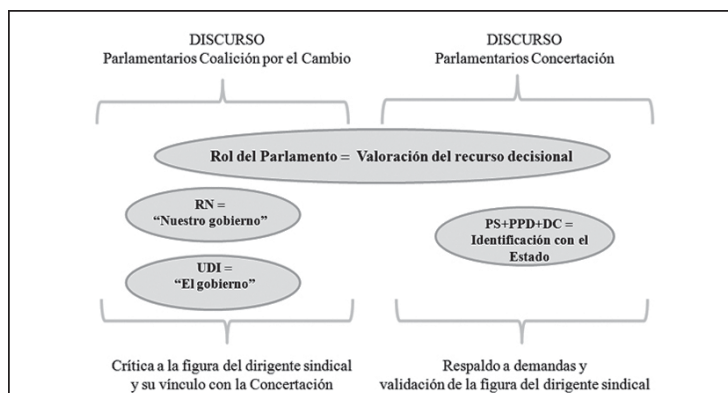 DISCURSO
Parlamentarios Coalición por el Cambio
DISCURSO
Parlamentarios Concertación
Rol del Parlamento = Valoración del recurso decisional
RN =
“Nuestro gobierno”
UDI =
“El gobierno”
PS+PPD+DC =
Identificación con el
Estado
Crítica a la figura del dirigente sindical
y su vínculo con la Concertación
Respaldo a demandas y
validación de la figura del dirigente sindical